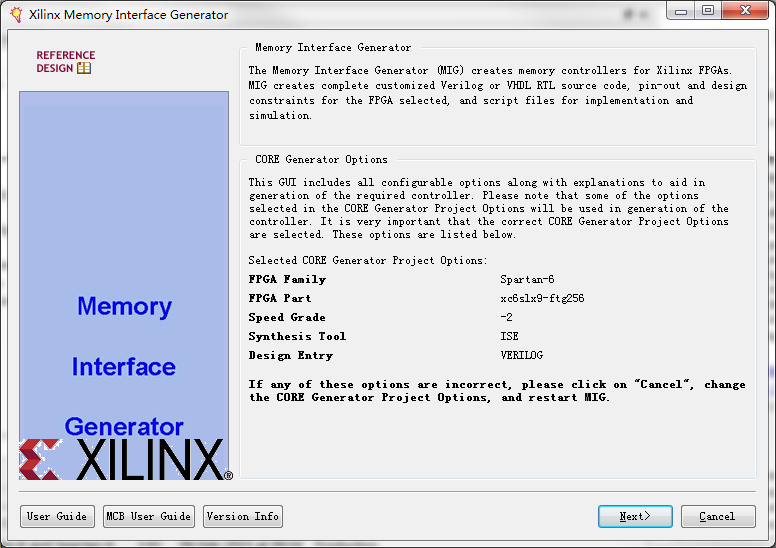 Xilinx Memory Interface Generator
REFERENCE
DESIGN
Memory
Interface
Generator
XILINX®
Memory Interface Generator
The Memory Interface Generator (MIG) creates memory controllers for Xilinx FPGAs.
MIG creates complete customized Verilog or VHDL RTL source code, pin-out and design
constraints for the FPGA selected, and script files for implementation and
simulation.
CORE Generator Options
This GUI includes all configurable options along with explanations to aid in
generation of the required controller. Please note that some of the options
selected in the CORE Generator Project Options will be used in generation of the
controller. It is very important that the correct CORE Generator Project Options
are selected. These options are listed below.
Selected CORE Generator Project Options:
FPGA Family Spartan-6
FPGA Part xc6slx9-ftg256
Speed Grade -2
Synthesis Tool ISE
Design Entry VERILOG
If any of these options are incorrect, please click on "Cancel", change
the CORE Generator Project Options, and restart MIG.
User Guide MCB User Guide Version Info Next> Cancel